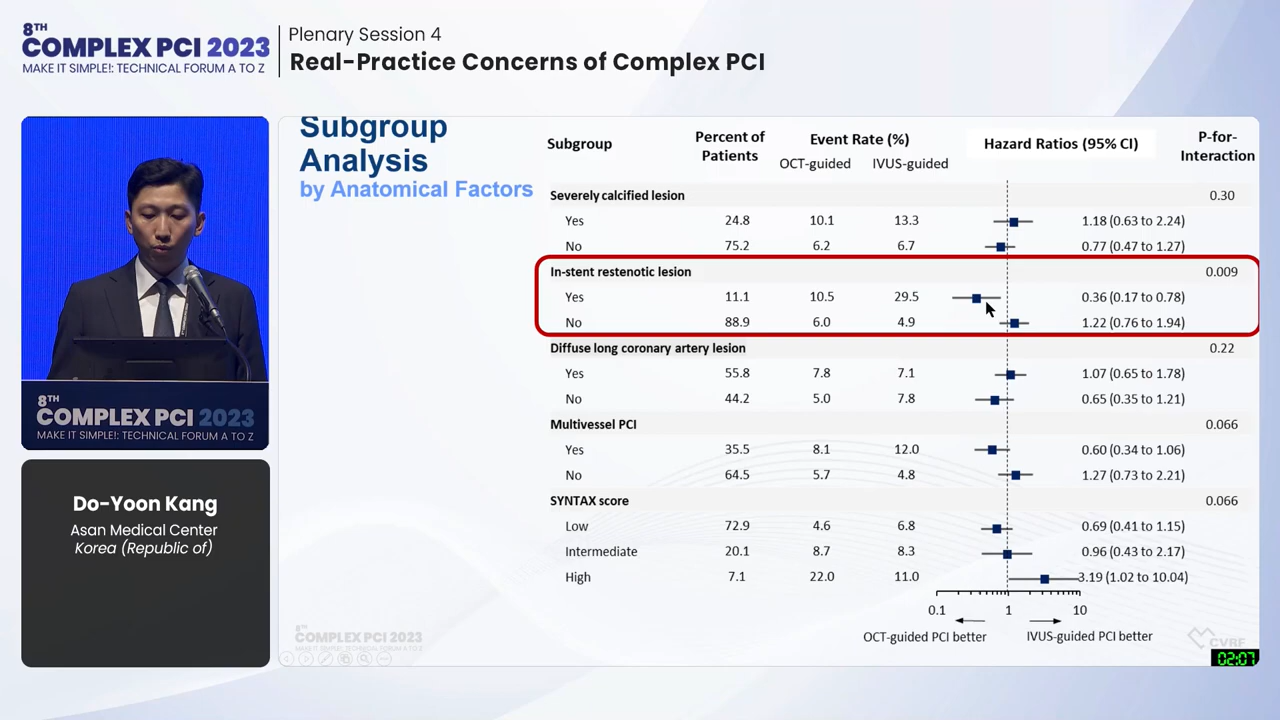 8TH
COMPLEX PCI 2023
MAKE IT SIMPLE!: TECHNICAL FORUM A TO Z
Plenary Session 4
Real-Practice Concerns of Complex PCI
8TH
COMPLEX PCI 2023
MAKE IT SIMPLE!: TECHNICAL FORUM A TO Z
Do-Yoon Kang
Asan Medical Center
Korea (Republic of)
Subgroup
Analysis
by Anatomical Factors
Subgroup Percent of Patients Event Rate (%) OCT-guided IVUS-guided Hazard Ratios (95% CI) P-for-Interaction
Severely calcified lesion 0.30
Yes 24.8 10.1 13.3 1.18 (0.63 to 2.24)
No 75.2 6.2 6.7 0.77 (0.47 to 1.27)
In-stent restenotic lesion 0.009
Yes 11.1 10.5 29.5 0.36 (0.17 to 0.78)
No 88.9 6.0 4.9 1.22 (0.76 to 1.94)
Diffuse long coronary artery lesion 0.22
Yes 55.8 7.8 7.1 1.07 (0.65 to 1.78)
No 44.2 5.0 7.8 0.65 (0.35 to 1.21)
Multivessel PCI 0.066
Yes 35.5 8.1 12.0 0.60 (0.34 to 1.06)
No 64.5 5.7 4.8 1.27 (0.73 to 2.21)
SYNTAX score 0.066
Low 72.9 4.6 6.8 0.69 (0.41 to 1.15)
Intermediate 20.1 8.7 8.3 0.96 (0.43 to 2.17)
High 7.1 22.0 11.0 3.19 (1.02 to 10.04)
0.1 1 10
OCT-guided PCI better IVUS-guided PCI better
8TH
COMPLEX PCI 2023
MAKE IT SIMPLE!: TECHNICAL FORUM A TO Z
CVRF
02:07